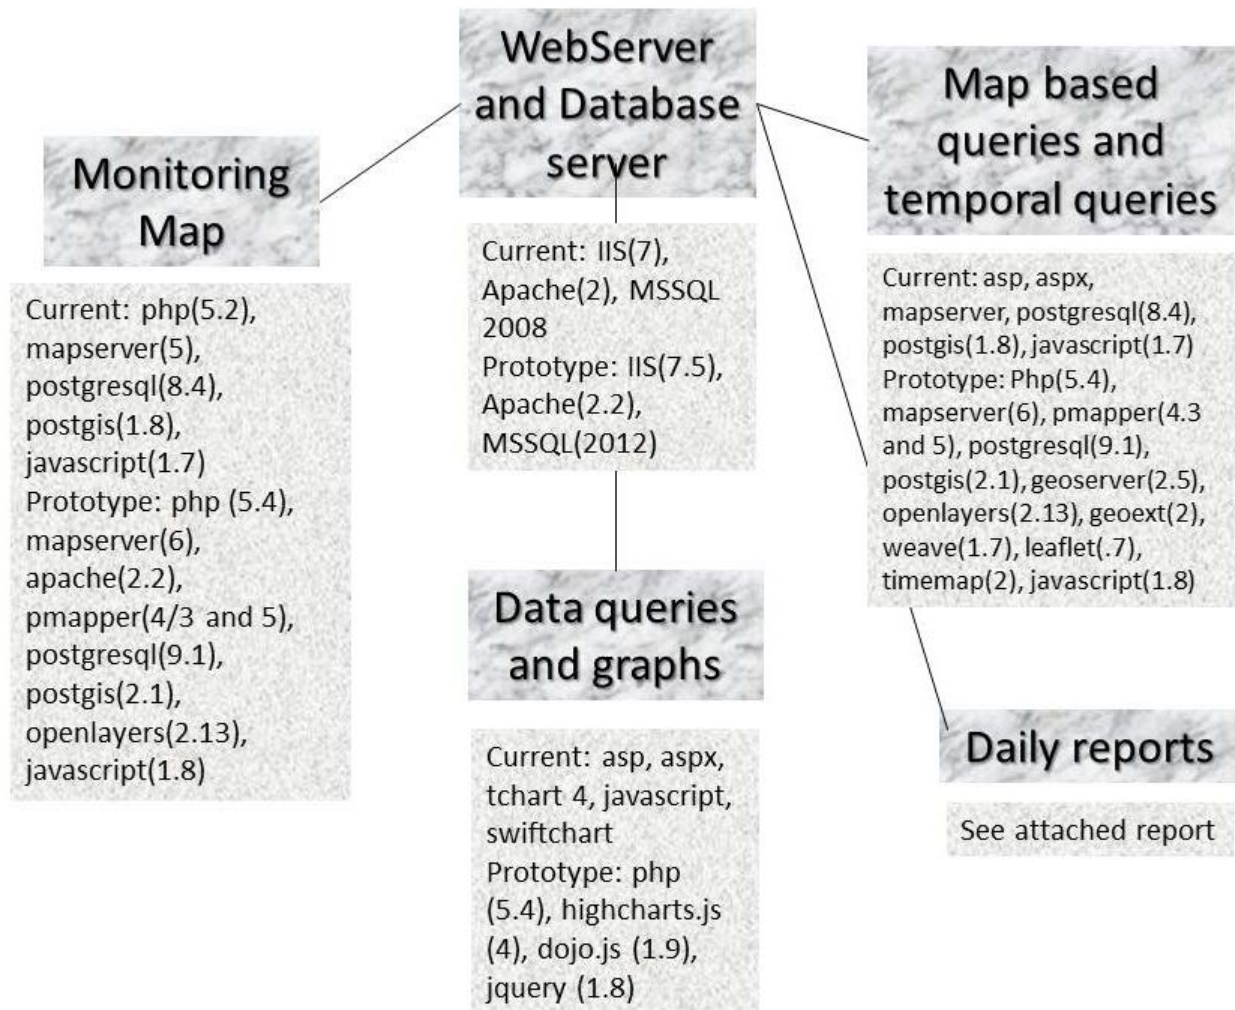 WebServer
and Database
server
Current: IIS(7),
Apache(2), MSSQL
2008
Prototype: IIS(7.5),
Apache(2.2),
MSSQL(2012)
Monitoring
Map
Current: php(5.2),
mapserver(5),
postgresql(8.4),
postgis(1.8),
javascript(1.7)
Prototype: php (5.4),
mapserver(6),
apache(2.2),
pmapper(4/3 and 5),
postgresql(9.1),
postgis(2.1),
openlayers(2.13),
javascript(1.8)
Map based
queries and
temporal queries
Current: asp, aspx,
mapserver, postgresql(8.4),
postgis(1.8), javascript(1.7)
Prototype: Php(5.4),
mapserver(6), pmapper(4.3
and 5), postgresql(9.1),
postgis(2.1), geoserver(2.5),
openlayers(2.13), geoext(2),
weave(1.7), leaflet(.7),
timemap(2), javascript(1.8)
Data queries
and graphs
Current: asp, aspx,
tchart 4, javascript,
swiftchart
Prototype: php
(5.4), highcharts.js
(4), dojo.js (1.9),
jquery (1.8)
Daily reports
See attached report